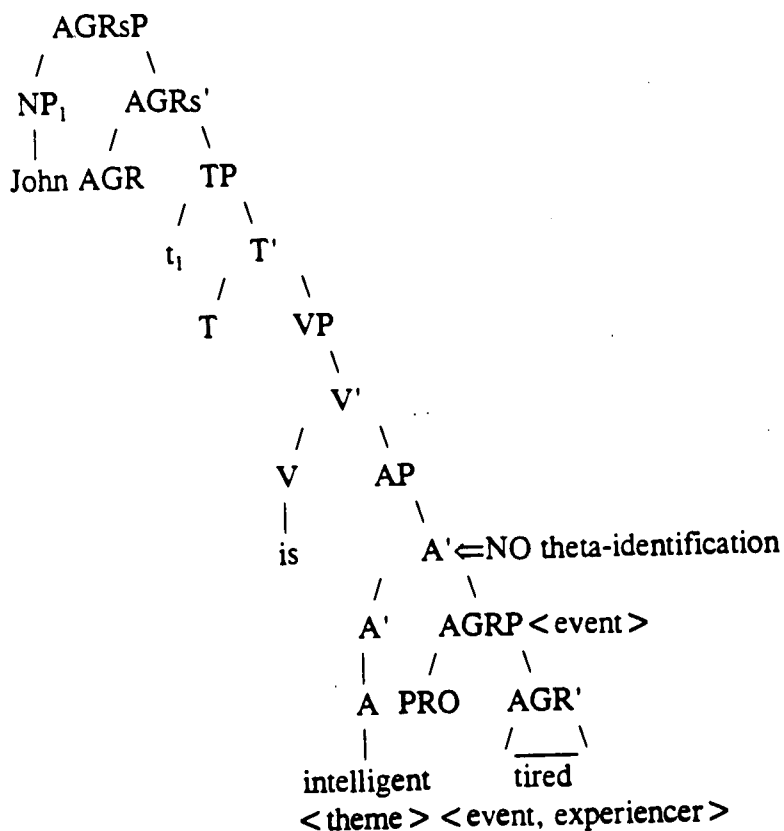 AGRsP
NP₁ AGRs'
John AGR TP
t₁ T'
T VP
V'
V AP
is A'⇐NO theta-identification
A' AGRP<event>
A PRO AGR'
intelligent tired
<theme> <event, experiencer>